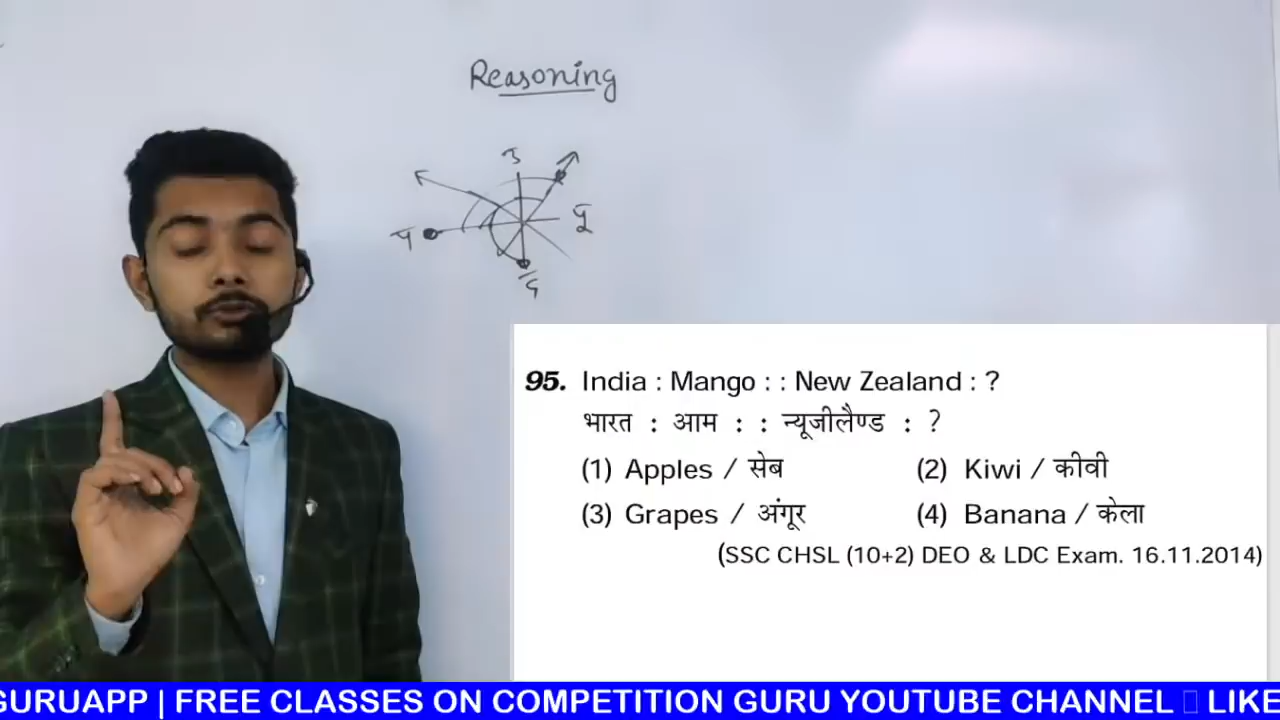 Reasoning
उ
पू
प
द
95. India : Mango : : New Zealand : ?
भारत : आम : : न्यूजीलैण्ड : ?
(1) Apples / सेब (2) Kiwi / कीवी
(3) Grapes / अंगूर (4) Banana / केला
(SSC CHSL (10+2) DEO & LDC Exam. 16.11.2014)
GURUAPP | FREE CLASSES ON COMPETITION GURU YOUTUBE CHANNEL LIKE